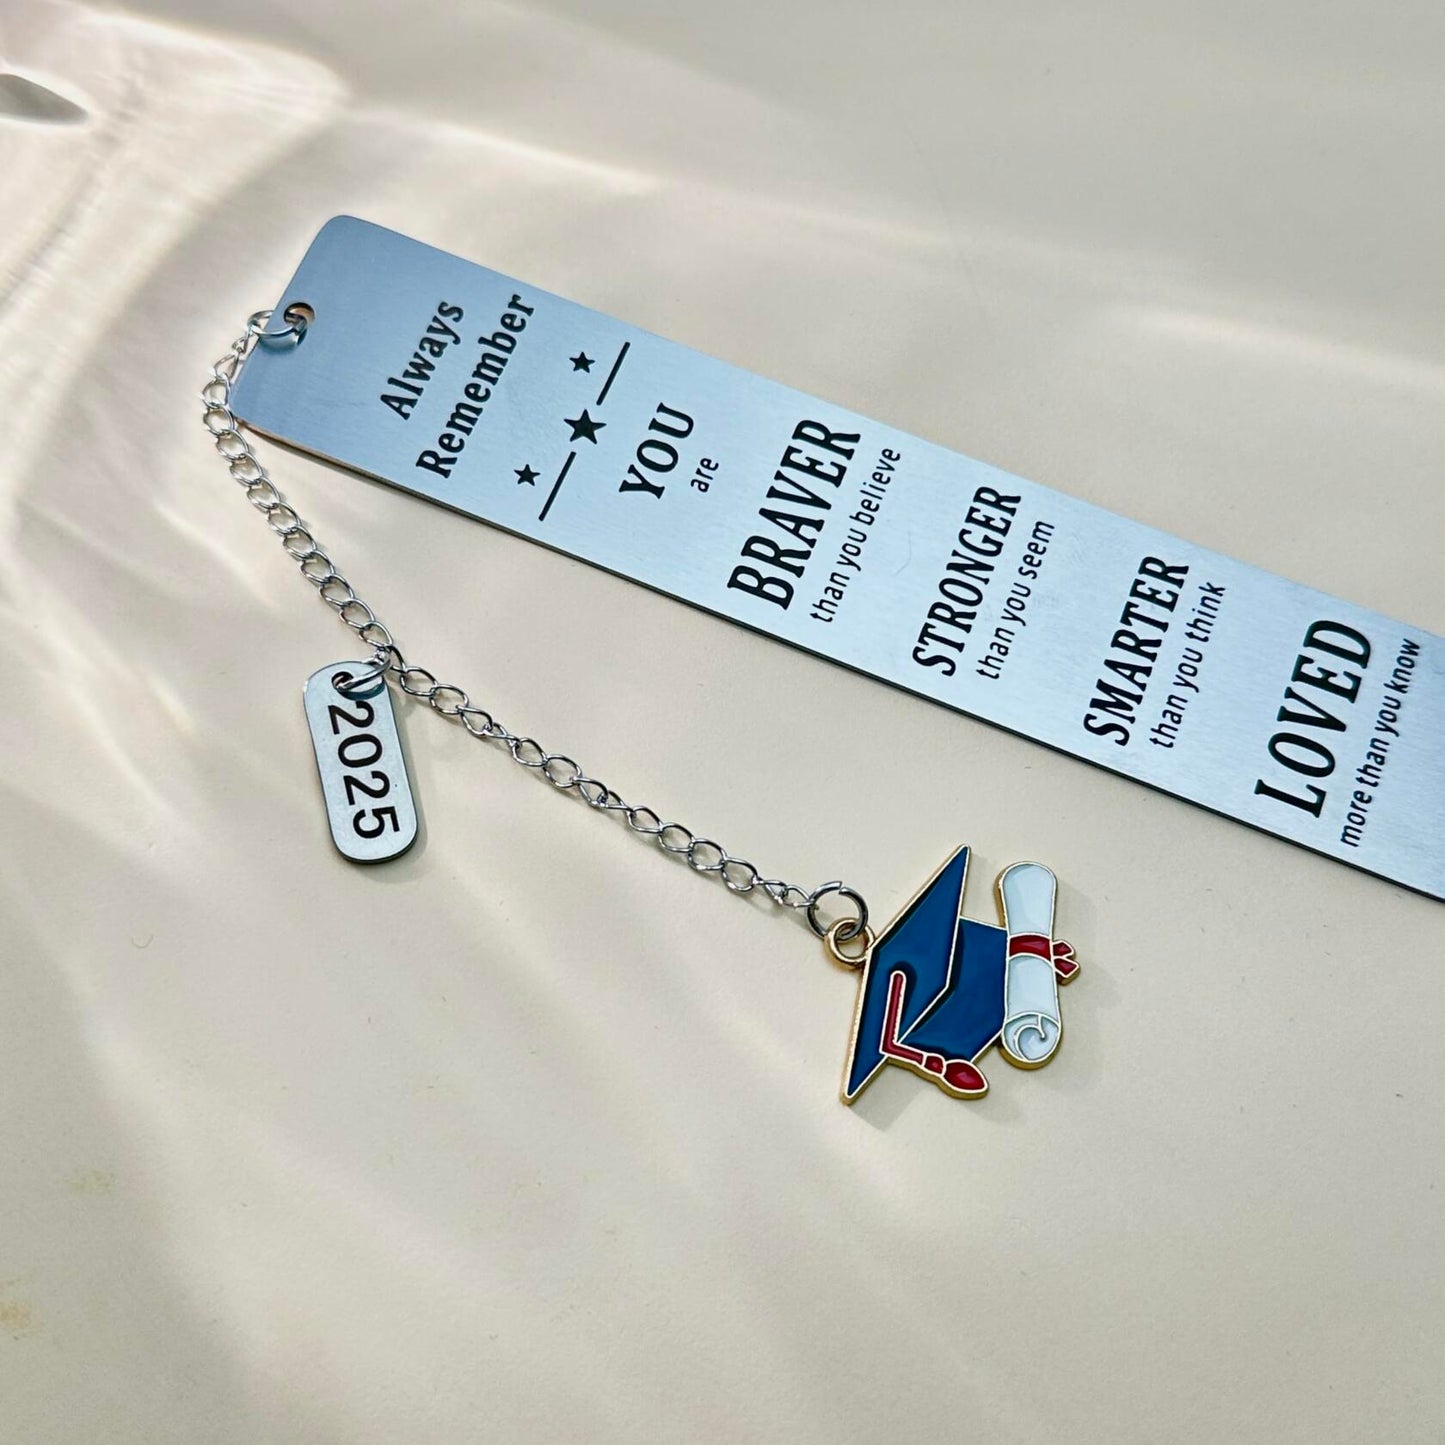 Always
Remember
YOU
are
BRAVER
than you believe
STRONGER
than you seem
SMARTER
than you think
LOVED
more than you know
2025